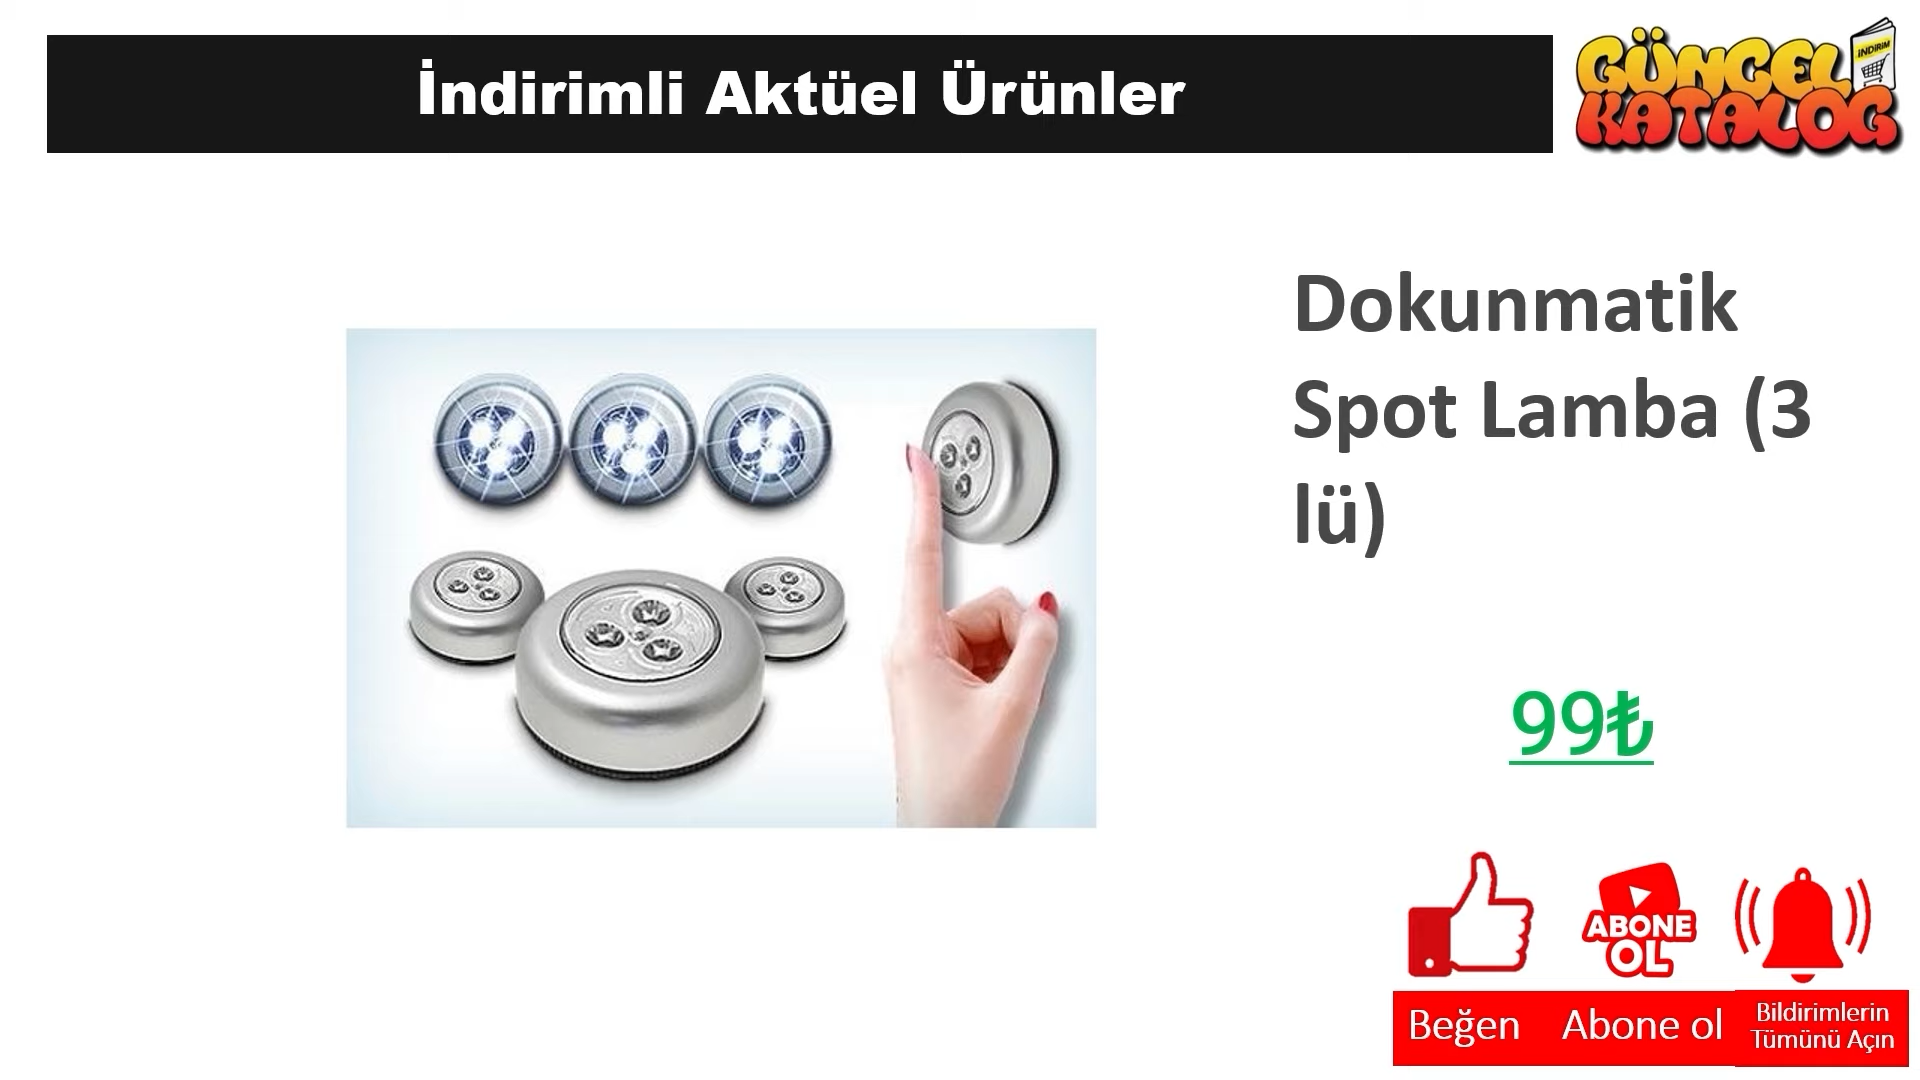 İndirimli Aktüel Ürünler
GÜNCEL
KATALOG
İNDİRİM
Dokunmatik
Spot Lamba (3
lü)
99₺
ABONE
OL
Beğen
Abone ol
Bildirimlerin
Tümünü Açın